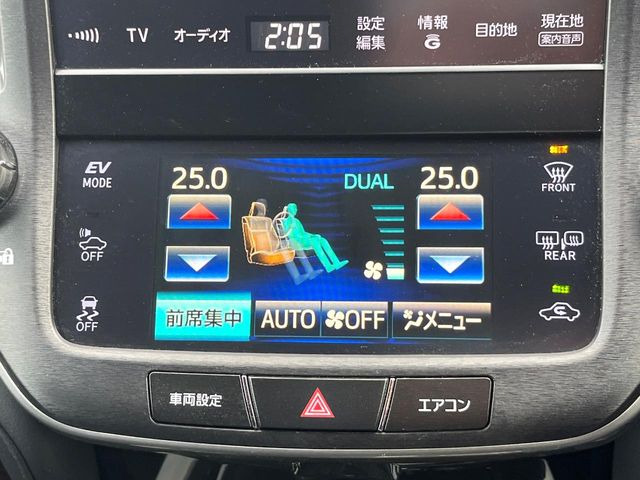 TV
オーディオ
2:05
設定
編集
情報
G
目的地
現在地
案内音声
EV
MODE
OFF
OFF
25.0
DUAL
25.0
前席集中
AUTO
OFF
メニュー
FRONT
REAR
車両設定
エアコン